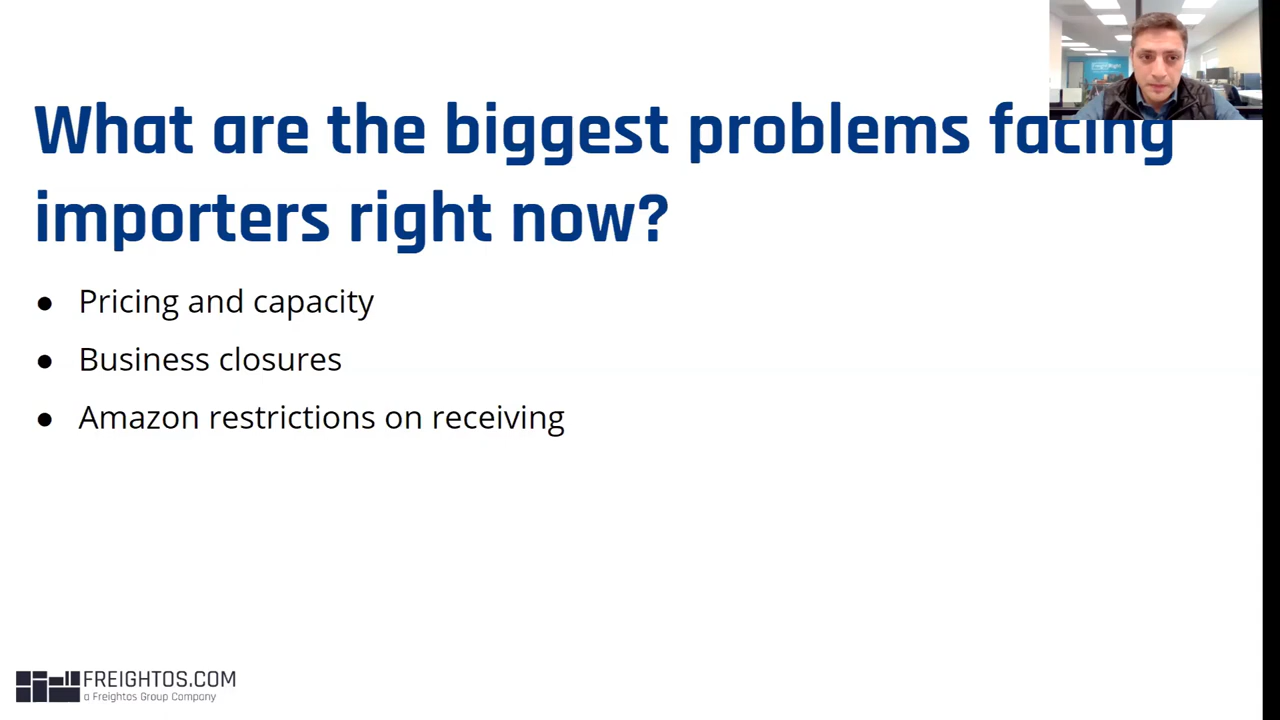 What are the biggest problems facing
importers right now?
● Pricing and capacity
● Business closures
● Amazon restrictions on receiving
FREIGHTOS.COM
a Freightos Group Company